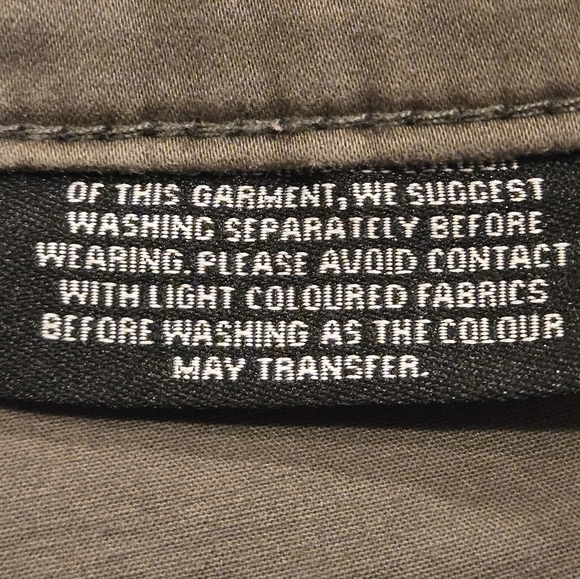 OF THIS GARMENT, WE SUGGEST
WASHING SEPARATELY BEFORE
WEARING. PLEASE AVOID CONTACT
WITH LIGHT COLOURED FABRICS
BEFORE WASHING AS THE COLOUR
MAY TRANSFER.